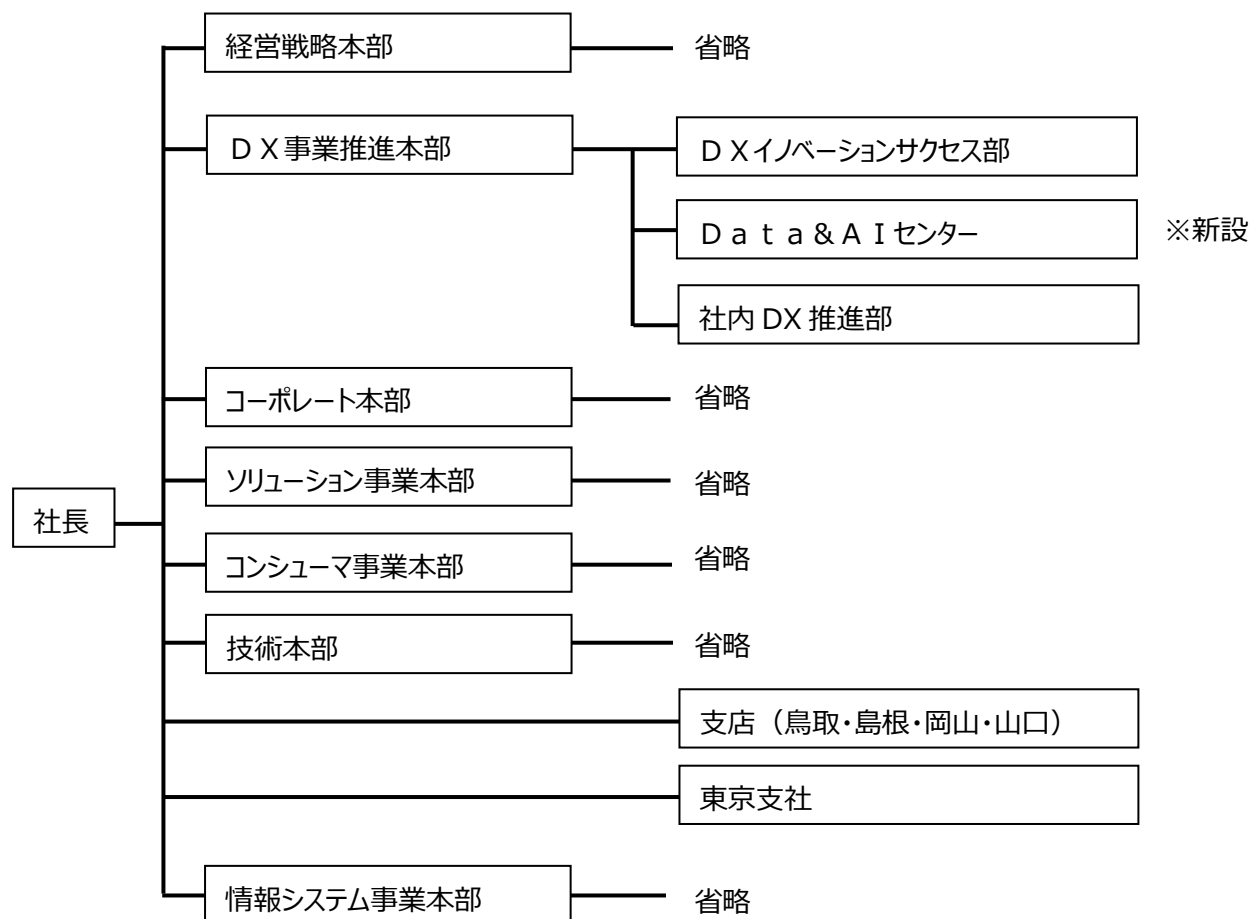 経営戦略本部 省略
ＤＸ事業推進本部 ＤＸイノベーションサクセス部
Ｄａｔａ＆ＡＩセンター ※新設
社内DX推進部
コーポレート本部 省略
ソリューション事業本部 省略
社長
コンシューマ事業本部 省略
技術本部 省略
支店（鳥取・島根・岡山・山口）
東京支社
情報システム事業本部 省略